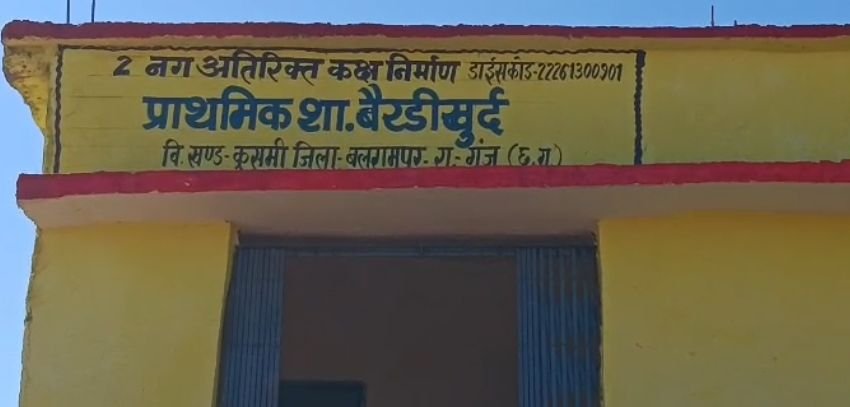 2 नग अतिरिक्त कक्ष निर्माण डाईसकोड-22261300901
प्राथमिक शा. बैरडीखुर्द
वि. खण्ड- कुसमी जिला- बलरामपुर- रा- गंज (छ.ग)